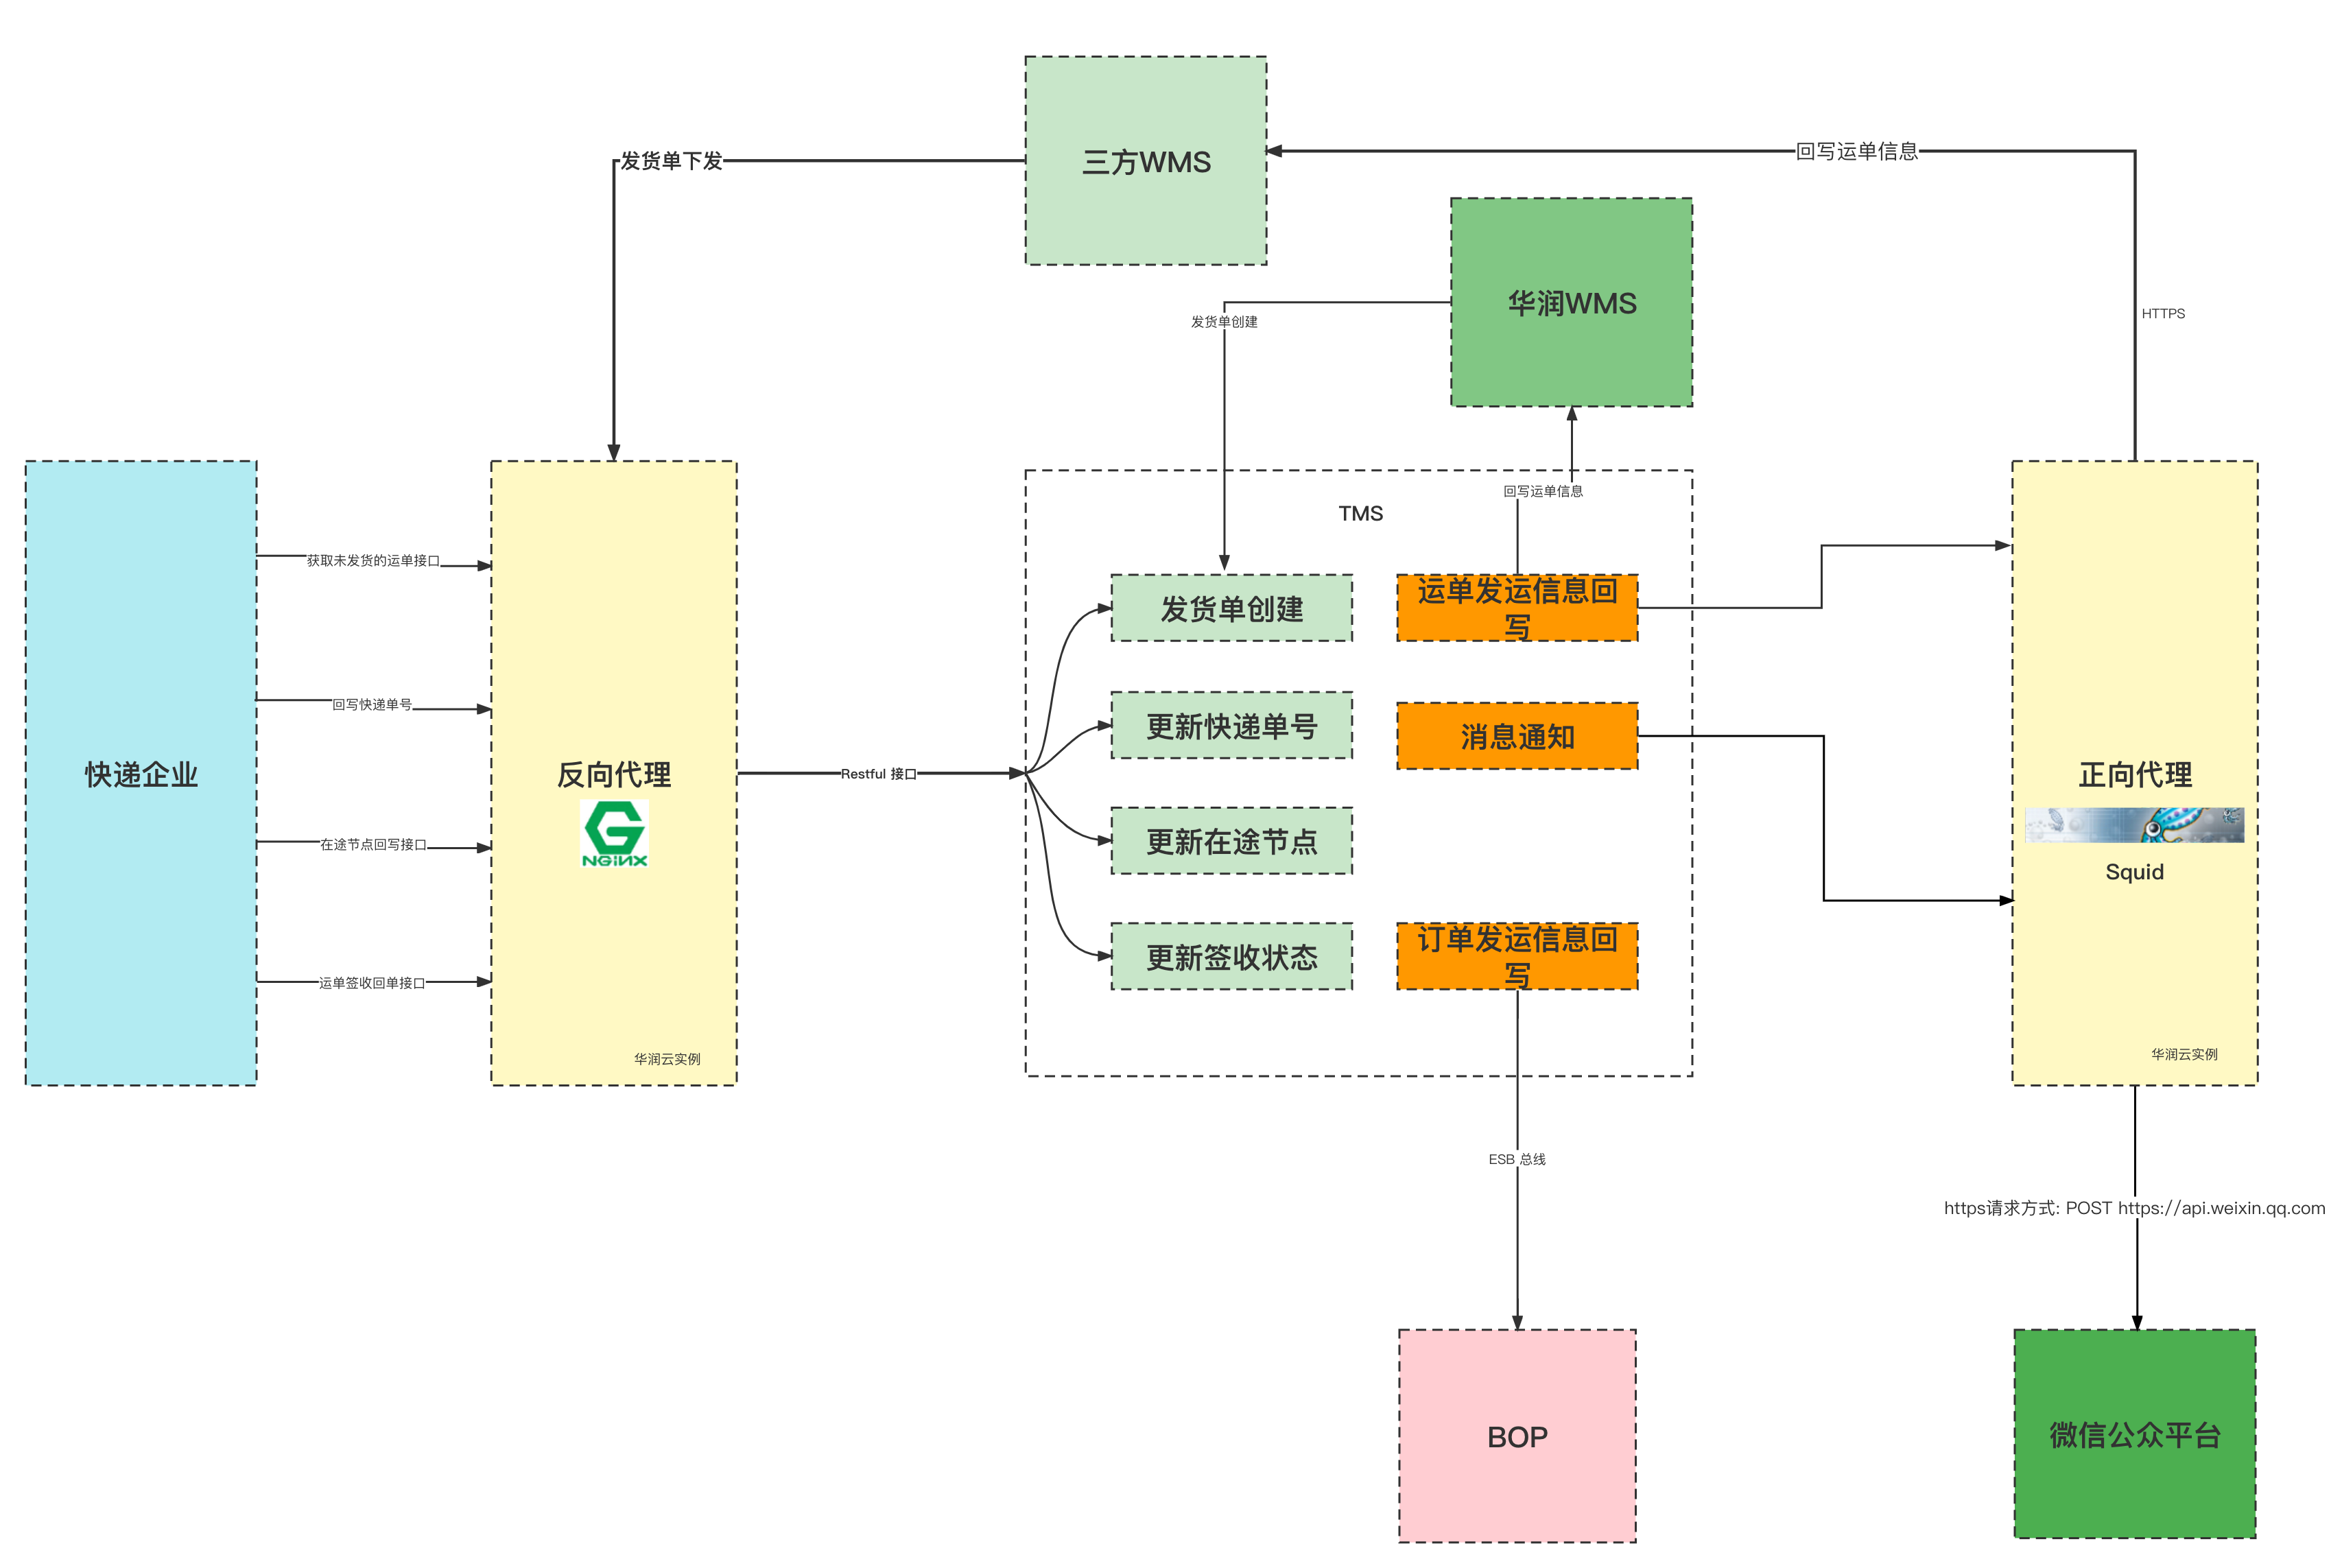 三方WMS
发货单下发
回写运单信息
华润WMS
HTTPS
发货单创建
回写运单信息
TMS
快递企业
获取未发货的运单接口
回写快递单号
在途节点回写接口
运单签收回单接口
反向代理
NGiNX
华润云实例
Restful 接口
发货单创建
更新快递单号
更新在途节点
更新签收状态
运单发运信息回
写
消息通知
订单发运信息回
写
正向代理
Squid
华润云实例
ESB 总线
https请求方式: POST https://api.weixin.qq.com
BOP
微信公众平台